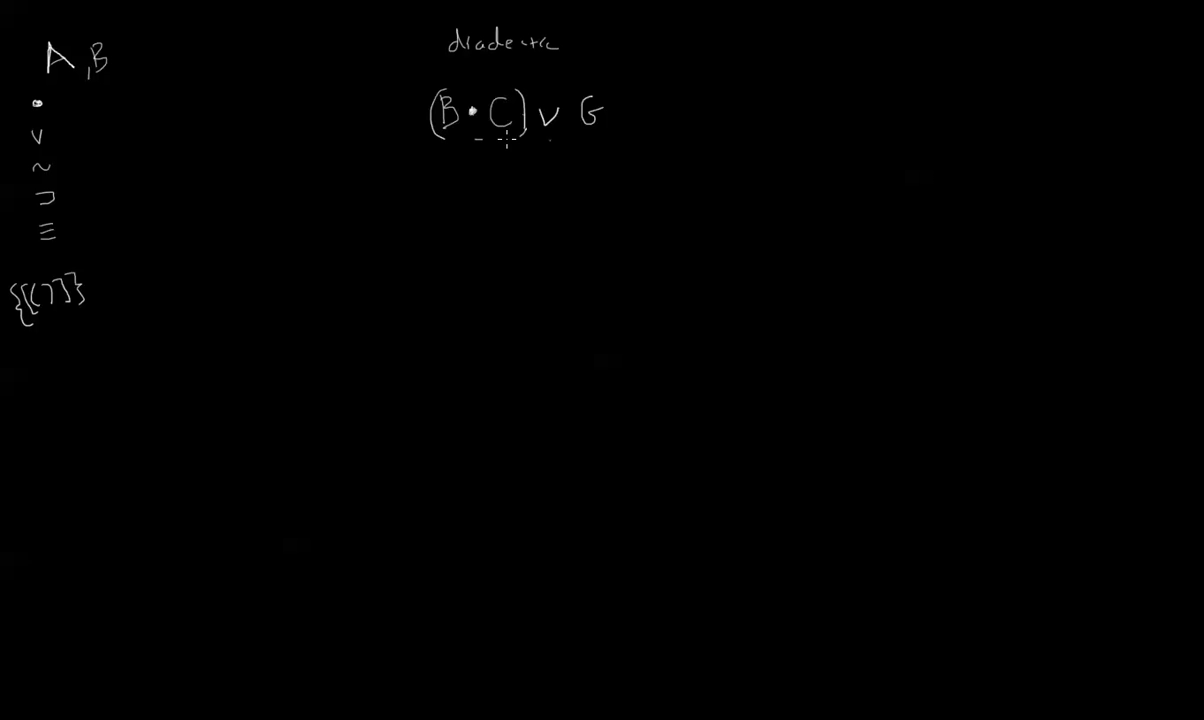 A, B
•
v
~
⊃
≡
{[()]}
(B • C) v G